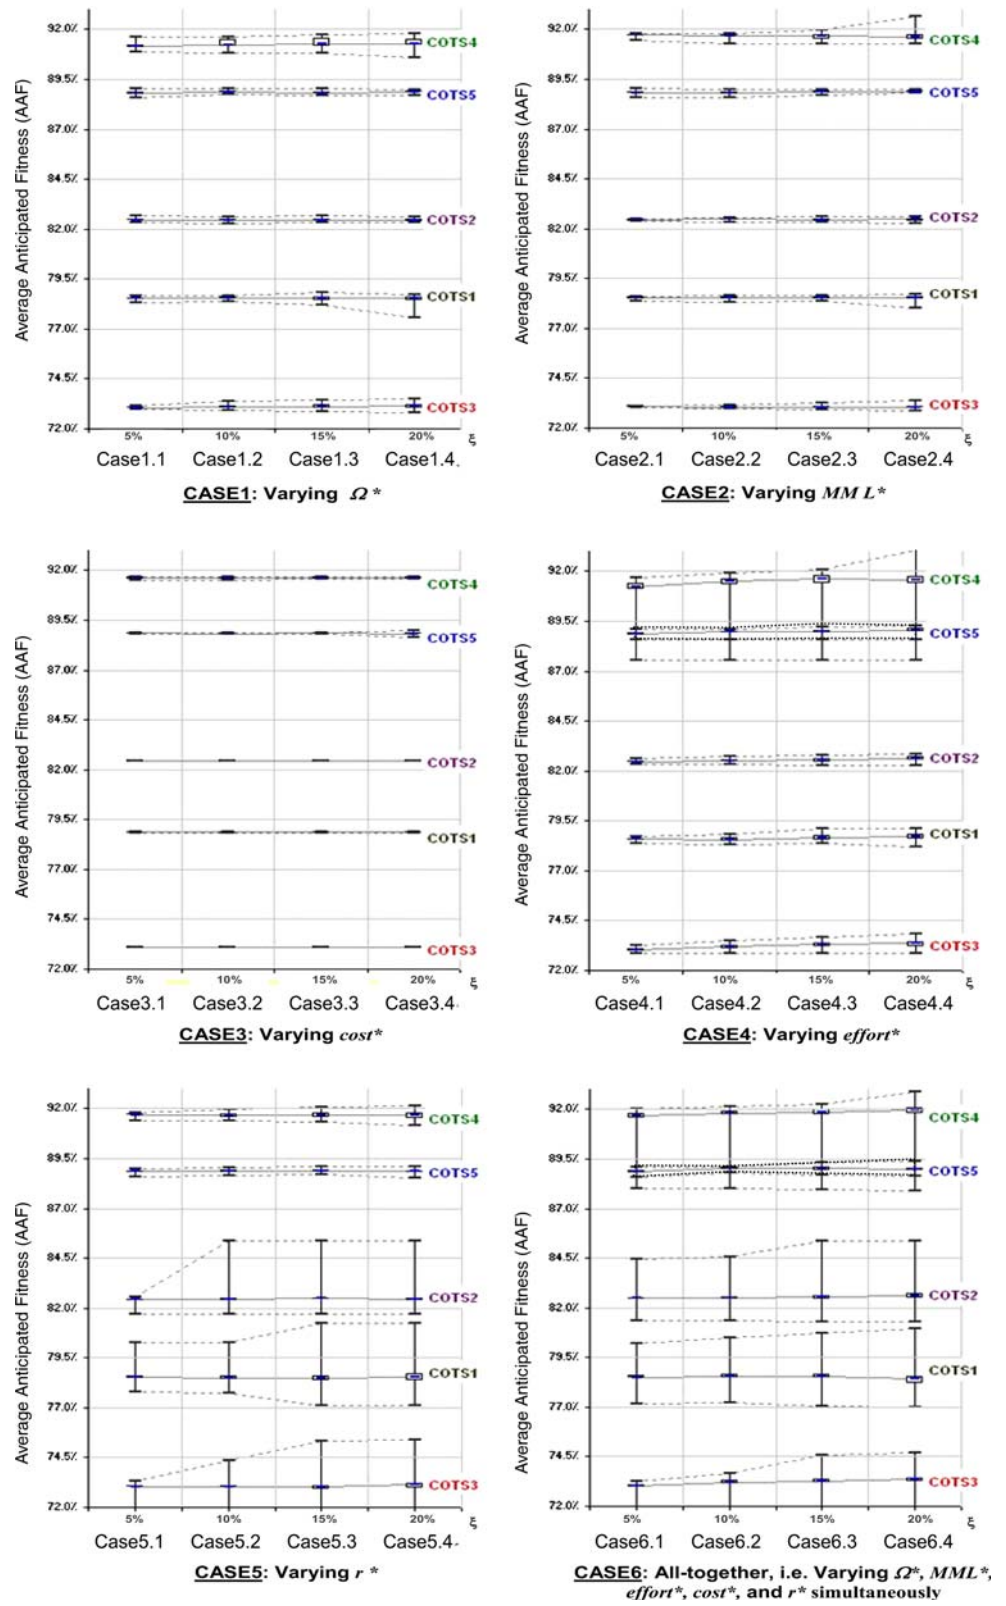 Average Anticipated Fitness (AAF)
92.0%
89.5%
87.0%
84.5%
82.0%
79.5%
77.0%
74.5%
72.0%
COTS4
COTS5
COTS2
COTS1
COTS3
5% 10% 15% 20% ξ
Case1.1 Case1.2 Case1.3 Case1.4
CASE1: Varying Ω*
Average Anticipated Fitness (AAF)
92.0%
89.5%
87.0%
84.5%
82.0%
79.5%
77.0%
74.5%
72.0%
COTS4
COTS5
COTS2
COTS1
COTS3
5% 10% 15% 20% ξ
Case2.1 Case2.2 Case2.3 Case2.4
CASE2: Varying MM L*
Average Anticipated Fitness (AAF)
92.0%
89.5%
87.0%
84.5%
82.0%
79.5%
77.0%
74.5%
72.0%
COTS4
COTS5
COTS2
COTS1
COTS3
5% 10% 15% 20% ξ
Case3.1 Case3.2 Case3.3 Case3.4
CASE3: Varying cost*
Average Anticipated Fitness (AAF)
92.0%
89.5%
87.0%
84.5%
82.0%
79.5%
77.0%
74.5%
72.0%
COTS4
COTS5
COTS2
COTS1
COTS3
5% 10% 15% 20% ξ
Case4.1 Case4.2 Case4.3 Case4.4
CASE4: Varying effort*
Average Anticipated Fitness (AAF)
92.0%
89.5%
87.0%
84.5%
82.0%
79.5%
77.0%
74.5%
72.0%
COTS4
COTS5
COTS2
COTS1
COTS3
5% 10% 15% 20% ξ
Case5.1 Case5.2 Case5.3 Case5.4
CASE5: Varying r*
Average Anticipated Fitness (AAF)
92.0%
89.5%
87.0%
84.5%
82.0%
79.5%
77.0%
74.5%
72.0%
COTS4
COTS5
COTS2
COTS1
COTS3
5% 10% 15% 20% ξ
Case6.1 Case6.2 Case6.3 Case6.4
CASE6: All-together, i.e. Varying Ω*, MML*,
effort*, cost*, and r* simultaneously